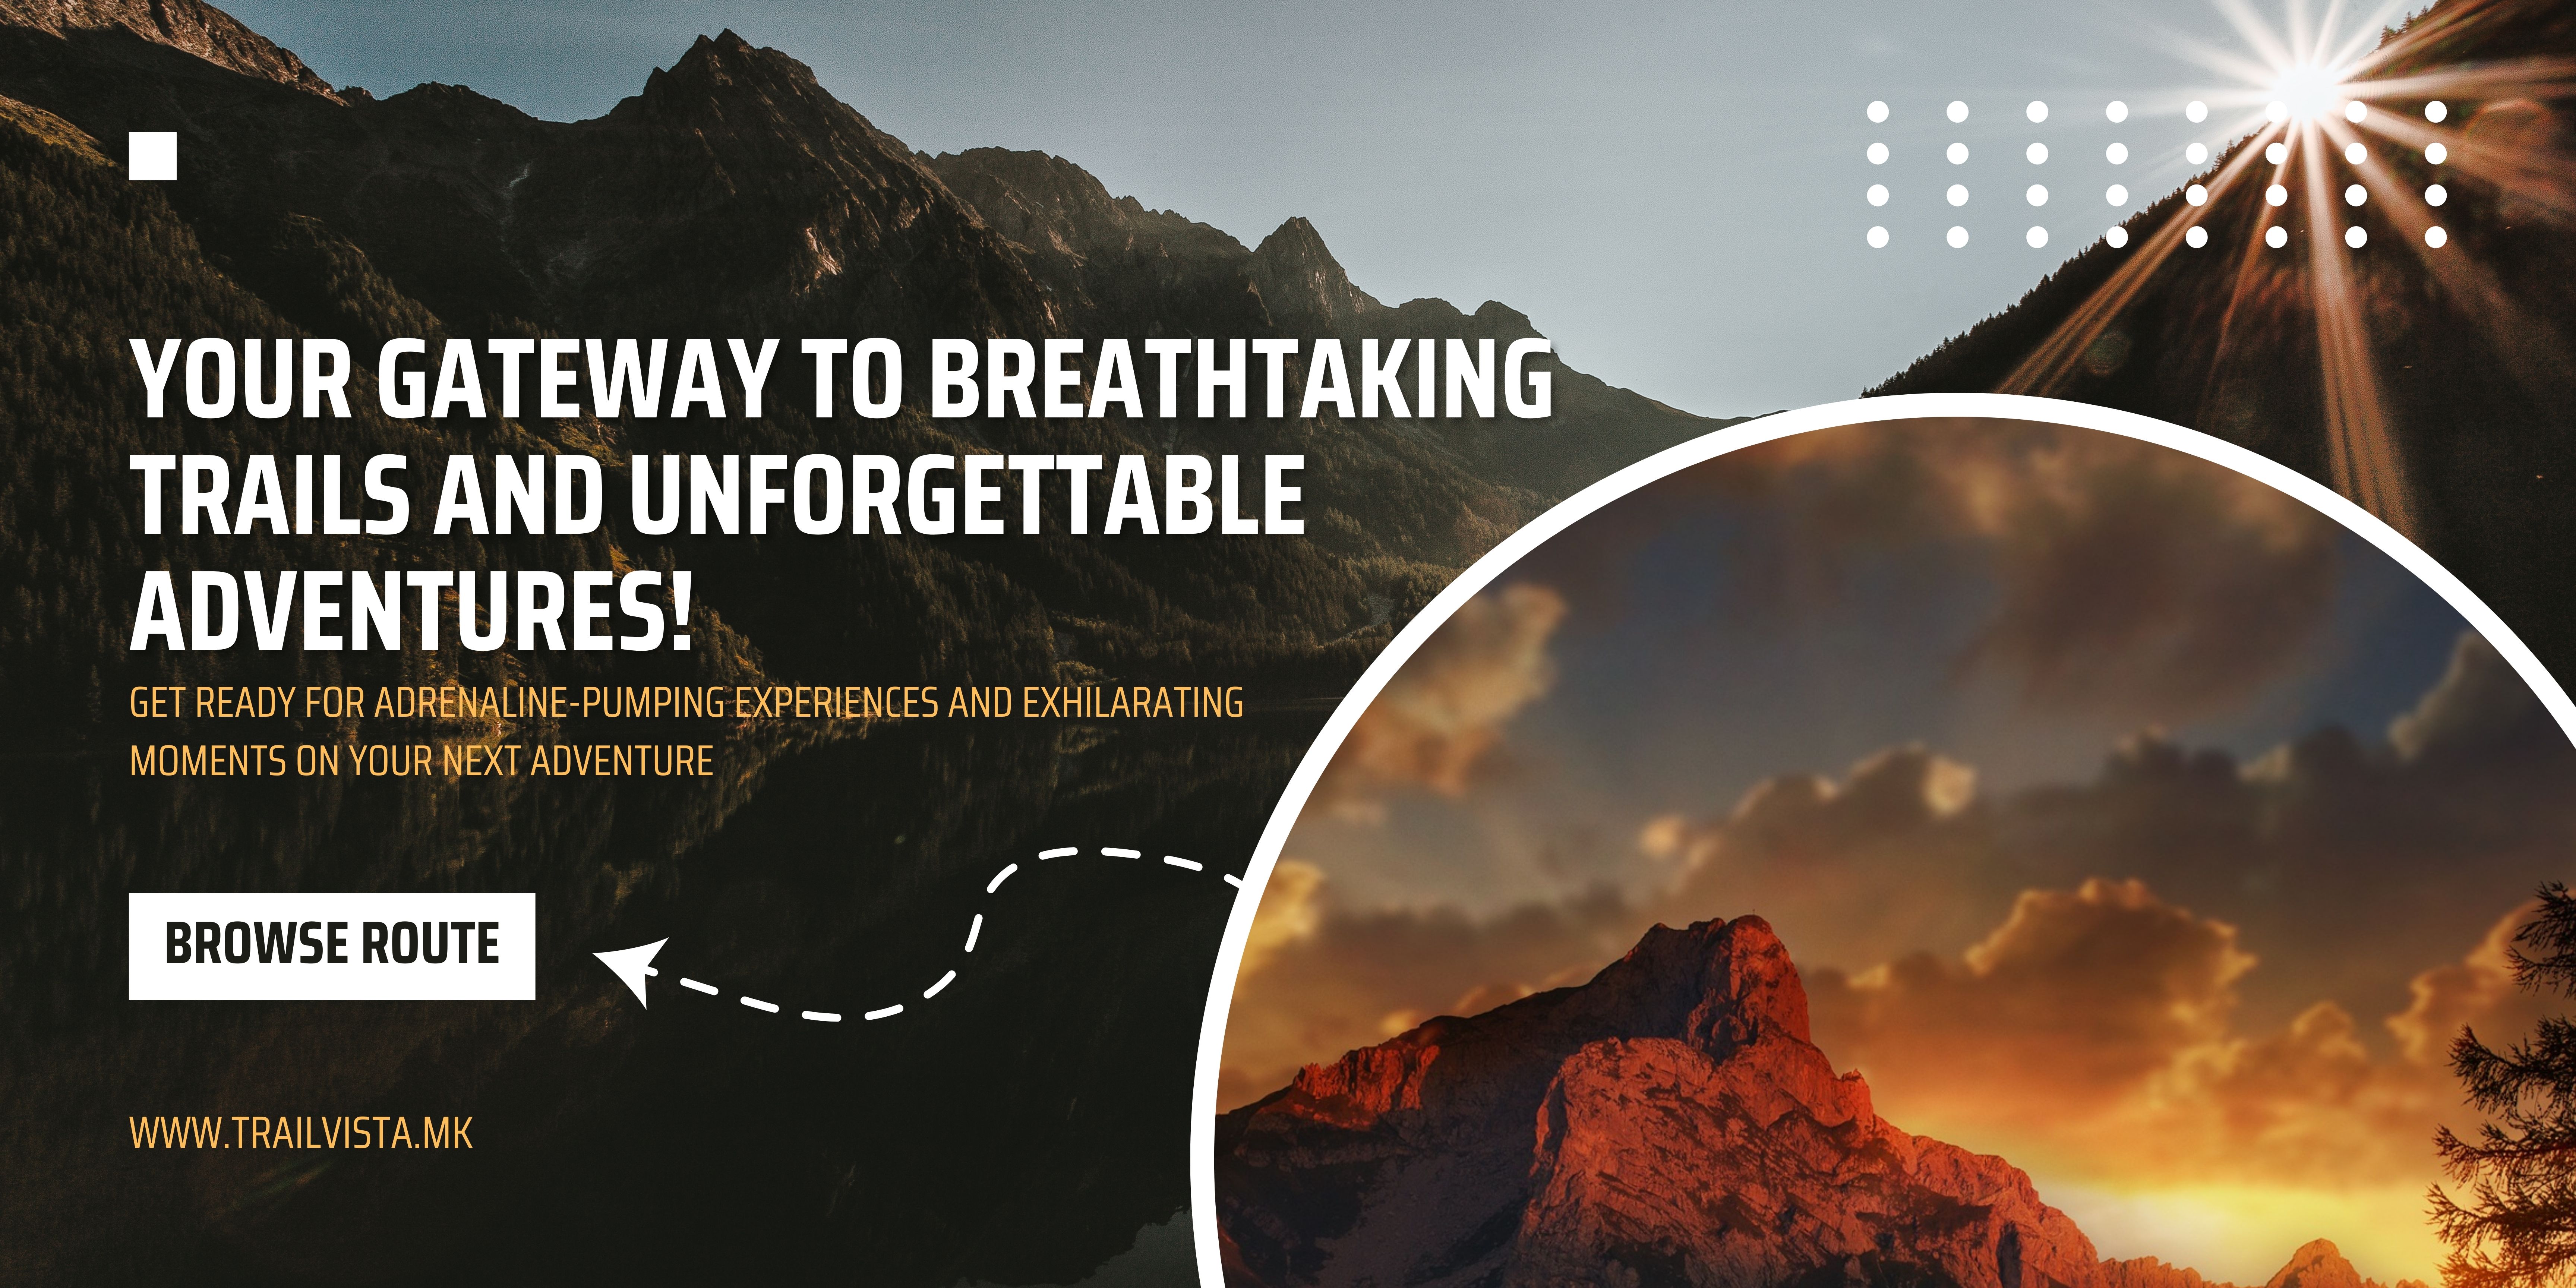 YOUR GATEWAY TO BREATHTAKING
TRAILS AND UNFORGETTABLE
ADVENTURES!
GET READY FOR ADRENALINE-PUMPING EXPERIENCES AND EXHILARATING
MOMENTS ON YOUR NEXT ADVENTURE
BROWSE ROUTE
WWW.TRAILVISTA.MK